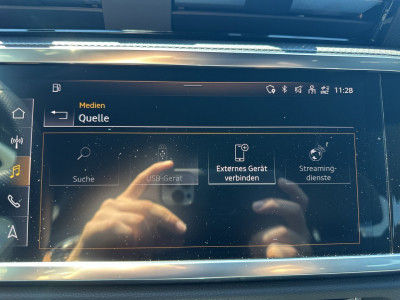 11:28
Medien
Quelle
Suche
USB-Gerät
Externes Gerät
verbinden
Streaming-
dienste